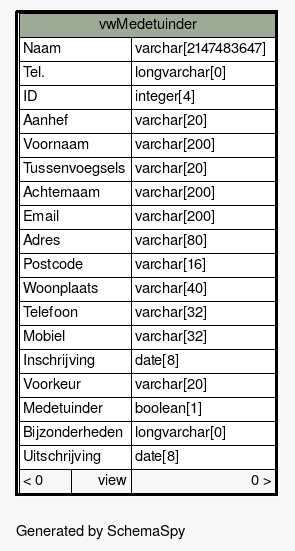 vwMedetuinder
Naam varchar[2147483647]
Tel. longvarchar[0]
ID integer[4]
Aanhef varchar[20]
Voornaam varchar[200]
Tussenvoegsels varchar[20]
Achternaam varchar[200]
Email varchar[200]
Adres varchar[80]
Postcode varchar[16]
Woonplaats varchar[40]
Telefoon varchar[32]
Mobiel varchar[32]
Inschrijving date[8]
Voorkeur varchar[20]
Medetuinder boolean[1]
Bijzonderheden longvarchar[0]
Uitschrijving date[8]
< 0 view 0 >
Generated by SchemaSpy